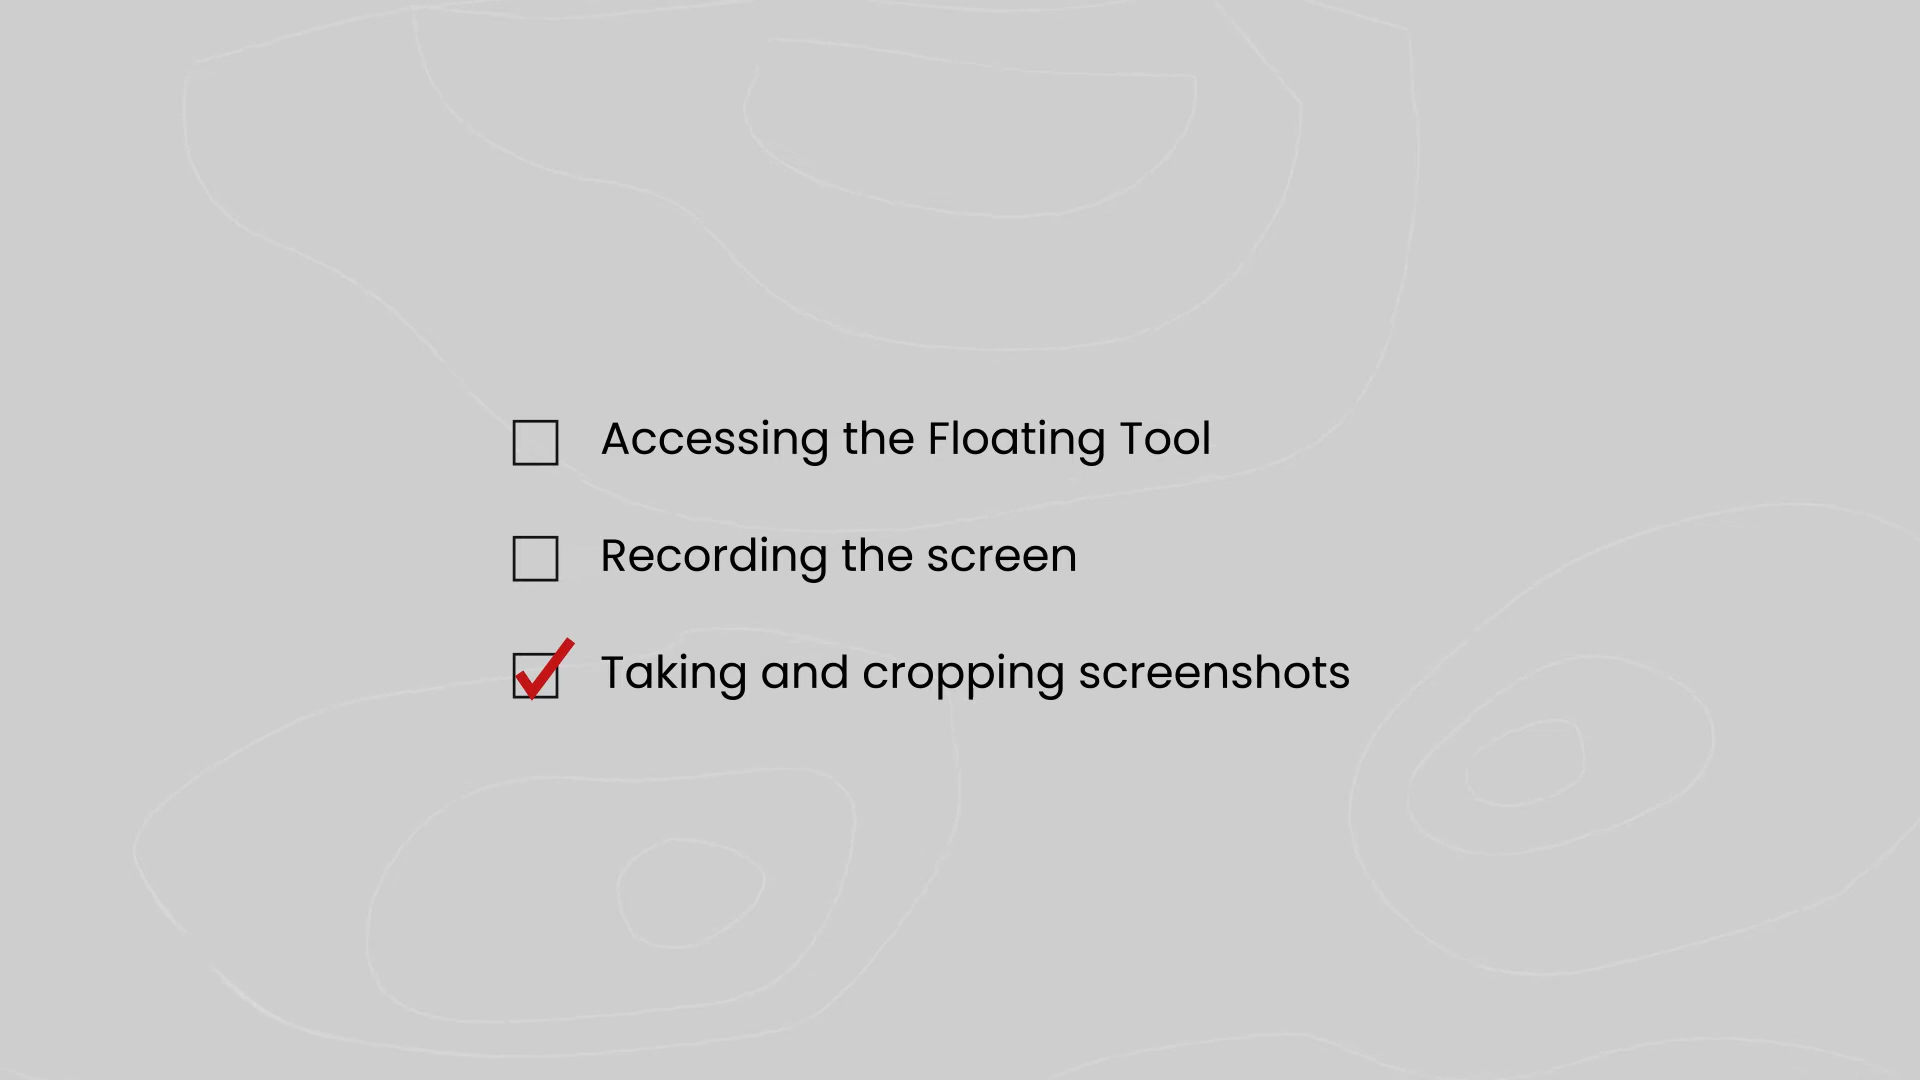 Accessing the Floating Tool
Recording the screen
Taking and cropping screenshots